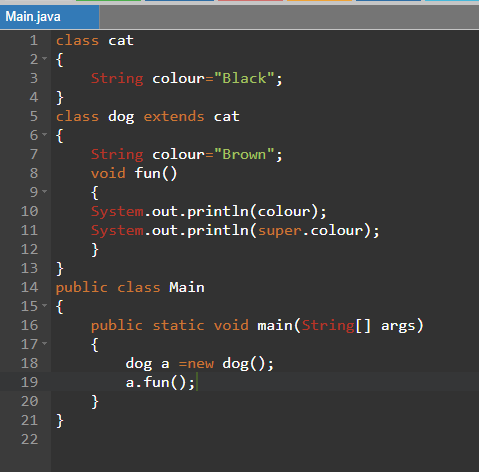 Main.java
1 class cat
2 {
3     String colour="Black";
4 }
5 class dog extends cat
6 {
7     String colour="Brown";
8     void fun()
9     {
10     System.out.println(colour);
11     System.out.println(super.colour);
12     }
13 }
14 public class Main
15 {
16     public static void main(String[] args)
17     {
18         dog a =new dog();
19         a.fun();
20     }
21 }
22